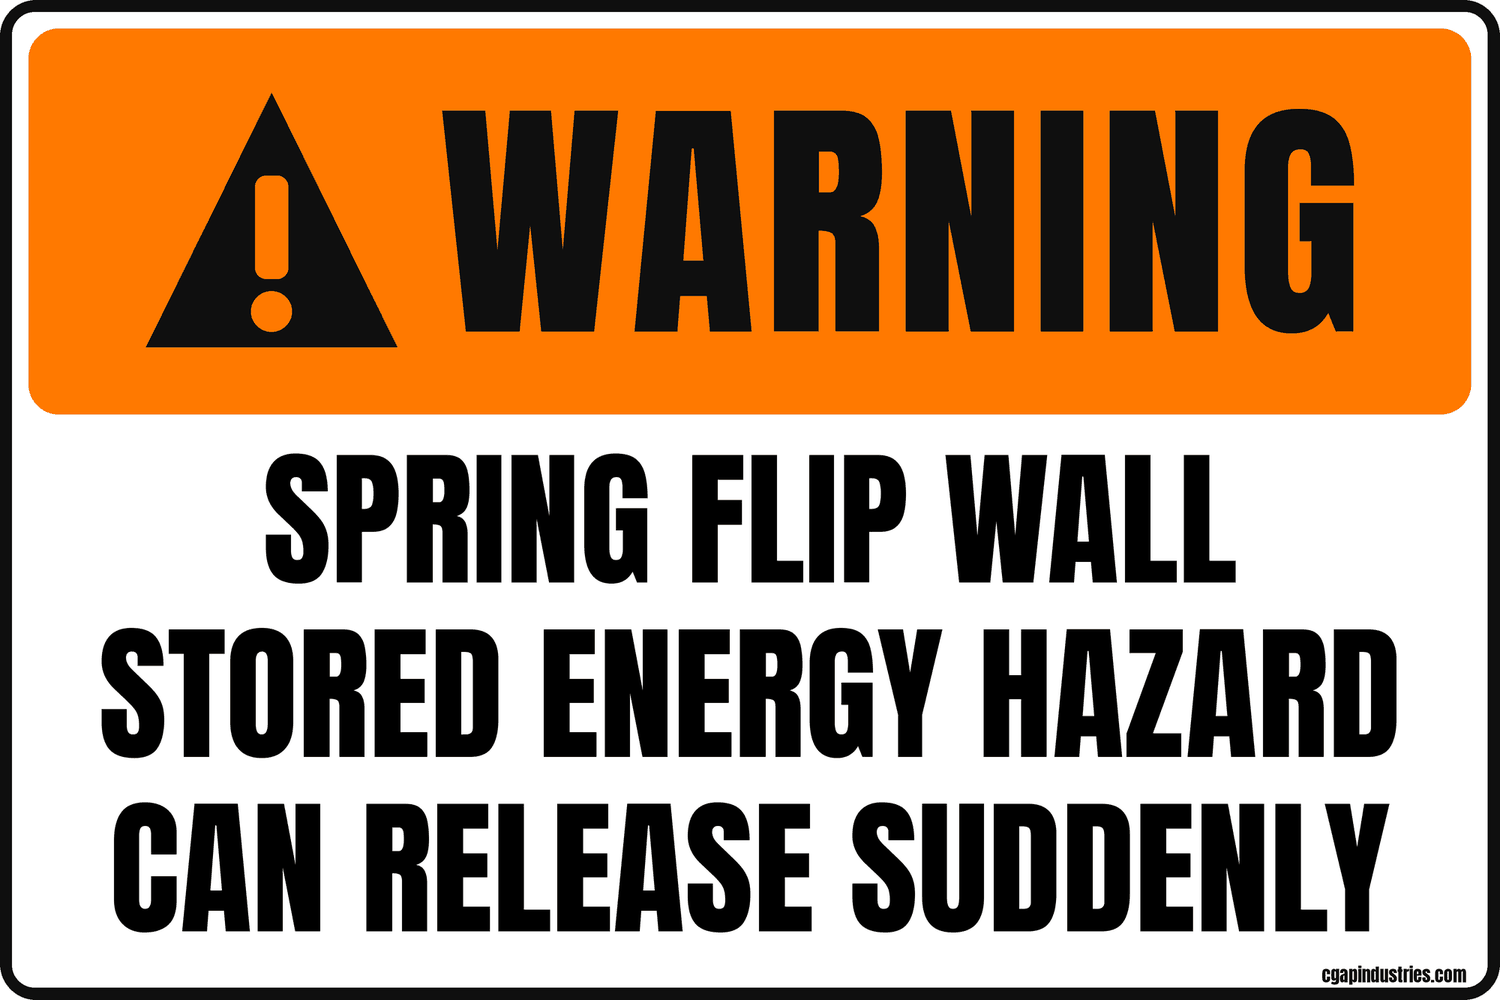 WARNING
SPRING FLIP WALL
STORED ENERGY HAZARD
CAN RELEASE SUDDENLY
cgapindustries.com